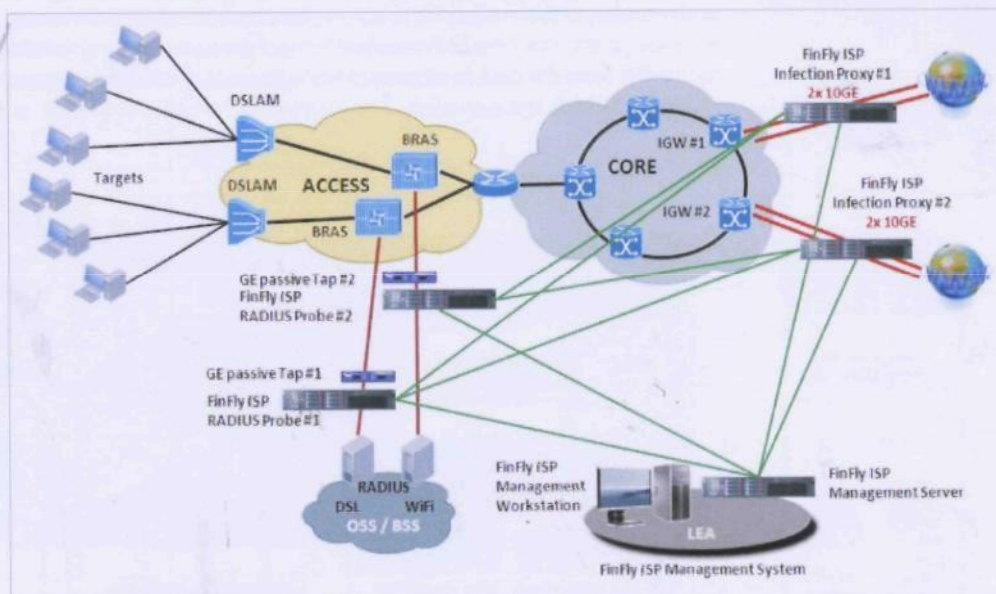 FinFly ISP
Infection Proxy #1
2x 10GE
DSLAM
BRAS
IGW #1
CORE
Targets
DSLAM
ACCESS
BRAS
IGW #2
FinFly ISP
Infection Proxy #2
2x 10GE
GE passive Tap #2
FinFly ISP
RADIUS Probe #2
GE passive Tap #1
FinFly ISP
RADIUS Probe #1
RADIUS
DSL
WiFi
OSS / BSS
FinFly ISP
Management
Workstation
FinFly ISP
Management Server
LEA
FinFly ISP Management System